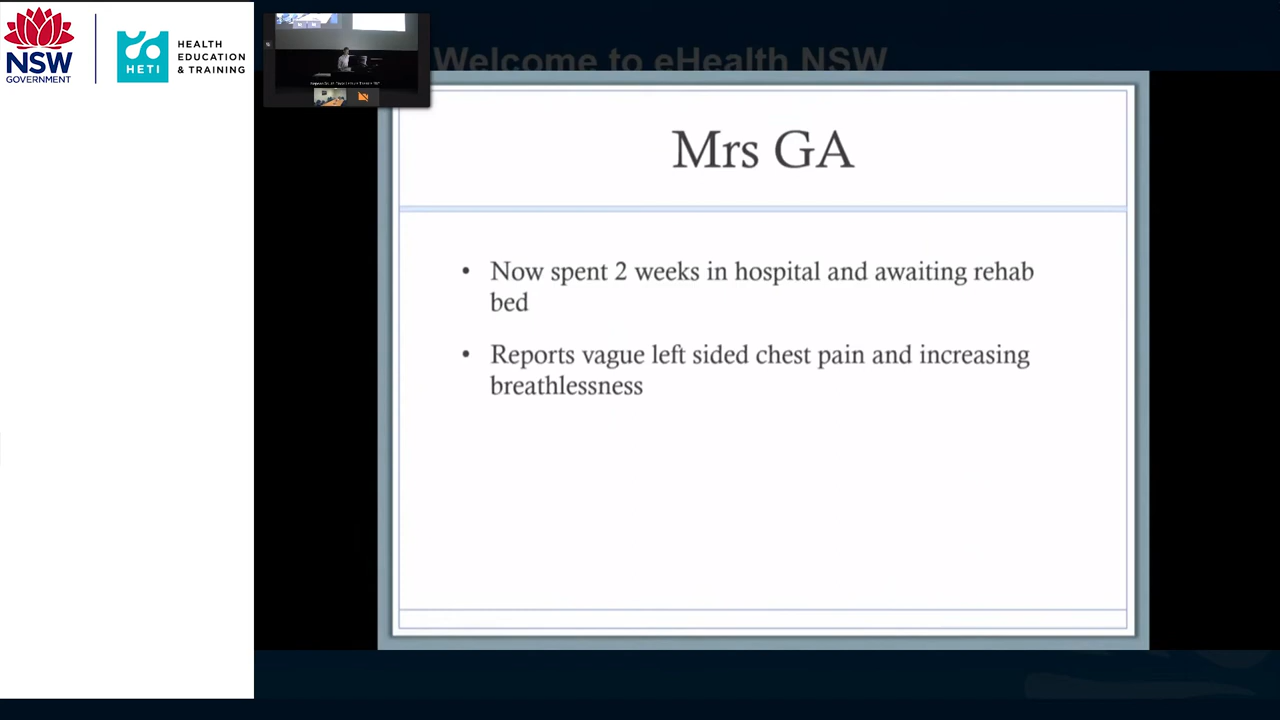 NSW
GOVERNMENT
HETI
HEALTH
EDUCATION
& TRAINING
Welcome to eHealth NSW
Mrs GA
• Now spent 2 weeks in hospital and awaiting rehab
bed
• Reports vague left sided chest pain and increasing
breathlessness